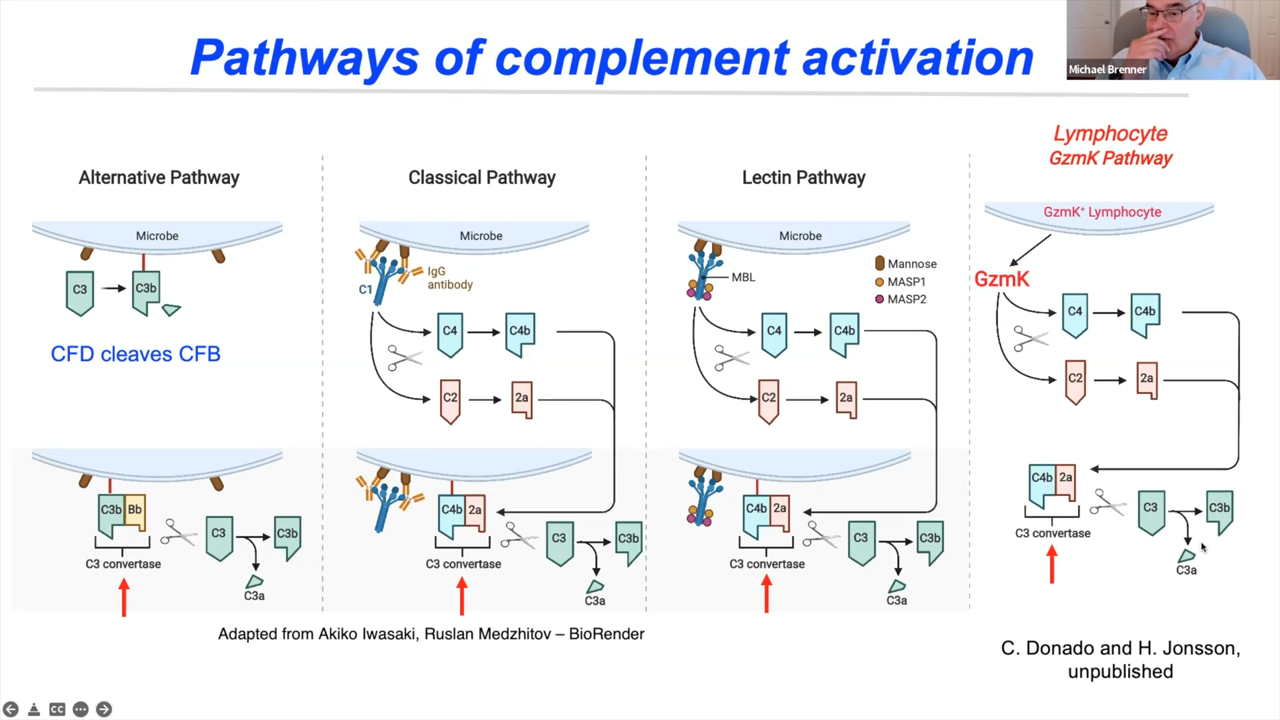 Pathways of complement activation
Michael Brenner
Alternative Pathway
Microbe
C3
C3b
CFD cleaves CFB
C3b
Bb
C3 convertase
C3
C3b
C3a
Classical Pathway
Microbe
C1
IgG
antibody
C4
C4b
C2
2a
C4b
2a
C3 convertase
C3
C3b
C3a
Lectin Pathway
Microbe
MBL
Mannose
MASP1
MASP2
C4
C4b
C2
2a
C4b
2a
C3 convertase
C3
C3b
C3a
Lymphocyte
GzmK Pathway
GzmK⁺ Lymphocyte
GzmK
C4
C4b
C2
2a
C4b
2a
C3 convertase
C3
C3b
C3a
Adapted from Akiko Iwasaki, Ruslan Medzhitov – BioRender
C. Donado and H. Jonsson,
unpublished
CC